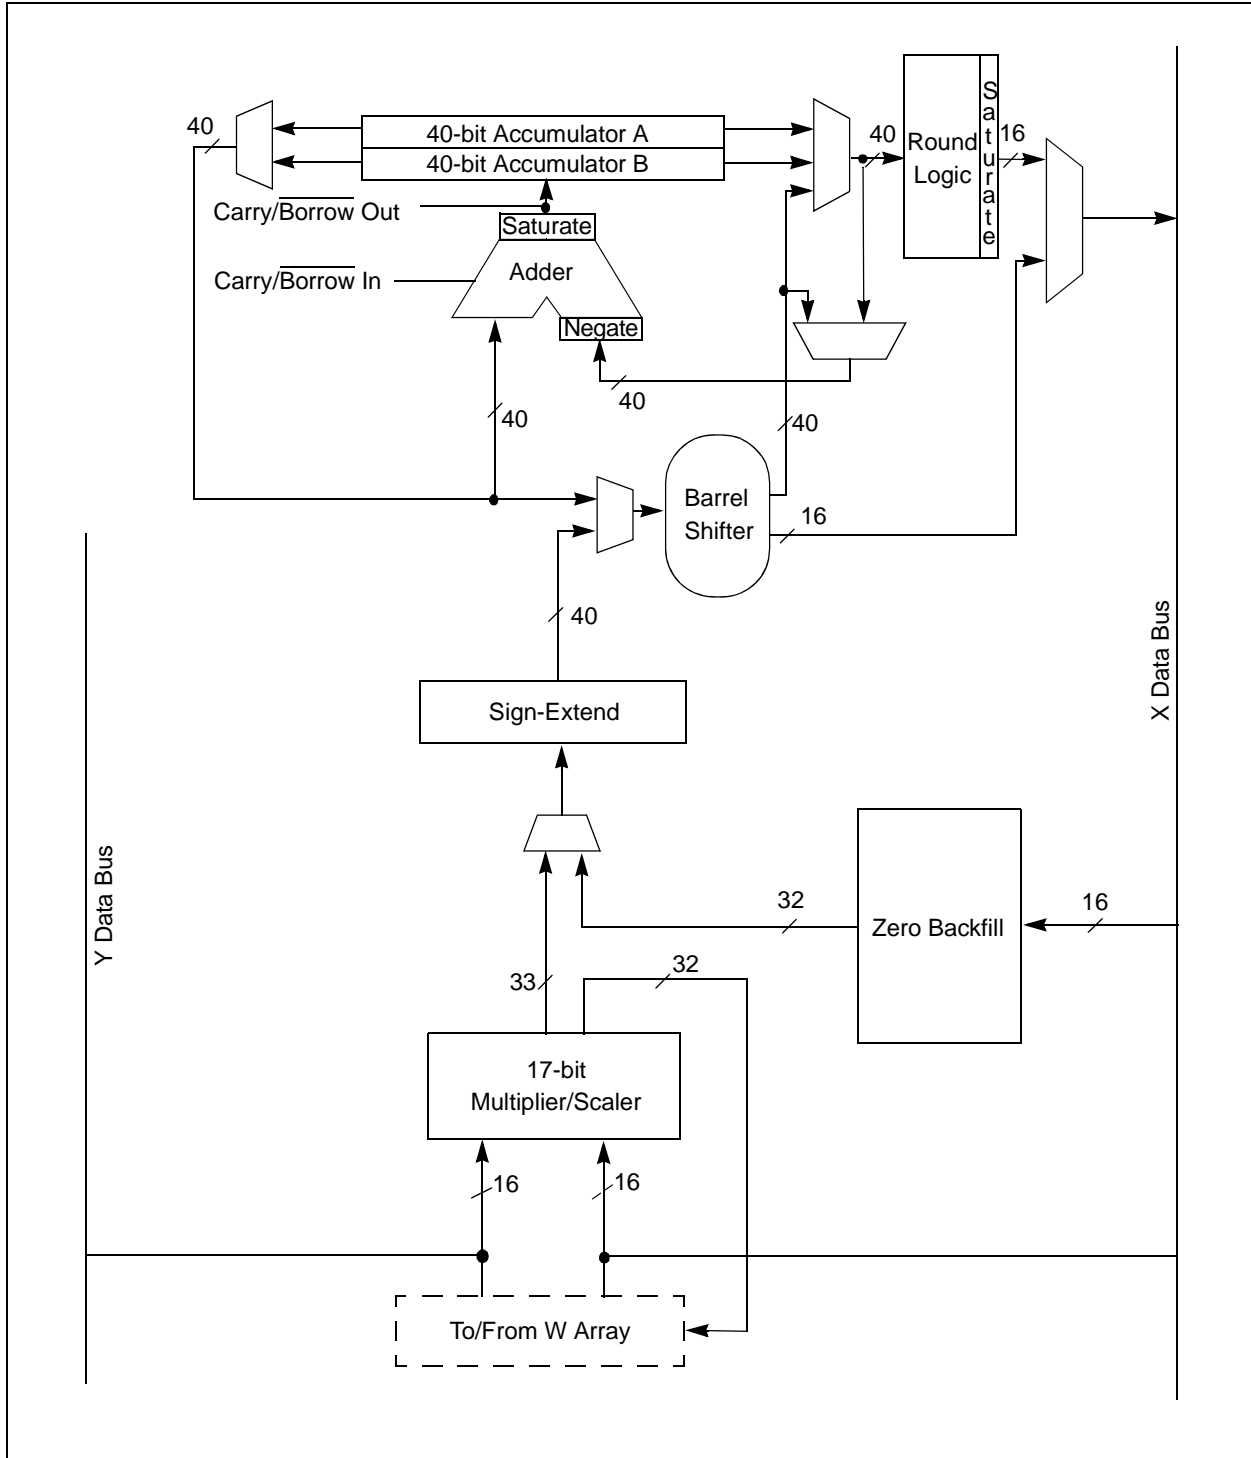 40
40-bit Accumulator A
40-bit Accumulator B
Carry/Borrow Out
Saturate
Carry/Borrow In
Adder
Negate
40
Round
Logic
Saturate
16
40
40
40
Barrel
Shifter
16
40
Sign-Extend
X Data Bus
Y Data Bus
32
Zero Backfill
16
33
32
17-bit
Multiplier/Scaler
16
16
To/From W Array